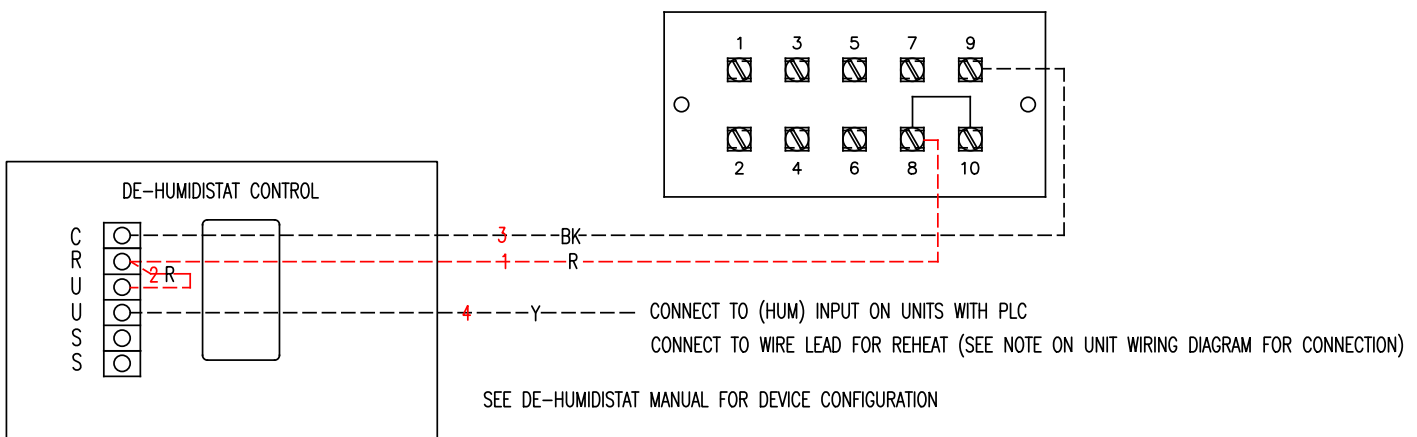 1 3 5 7 9
2 4 6 8 10
DE-HUMIDISTAT CONTROL
C 3 BK
R 1 R
2 R
U
U 4 Y CONNECT TO (HUM) INPUT ON UNITS WITH PLC
S CONNECT TO WIRE LEAD FOR REHEAT (SEE NOTE ON UNIT WIRING DIAGRAM FOR CONNECTION)
S
SEE DE-HUMIDISTAT MANUAL FOR DEVICE CONFIGURATION